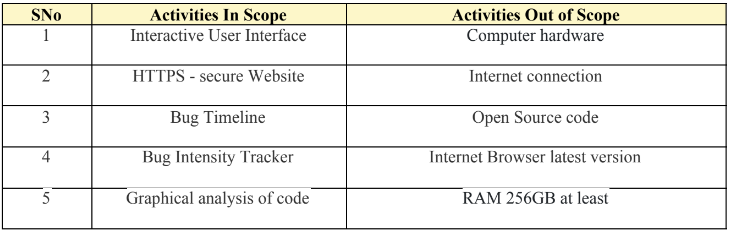 SNo Activities In Scope Activities Out of Scope
1 Interactive User Interface Computer hardware
2 HTTPS - secure Website Internet connection
3 Bug Timeline Open Source code
4 Bug Intensity Tracker Internet Browser latest version
5 Graphical analysis of code RAM 256GB at least